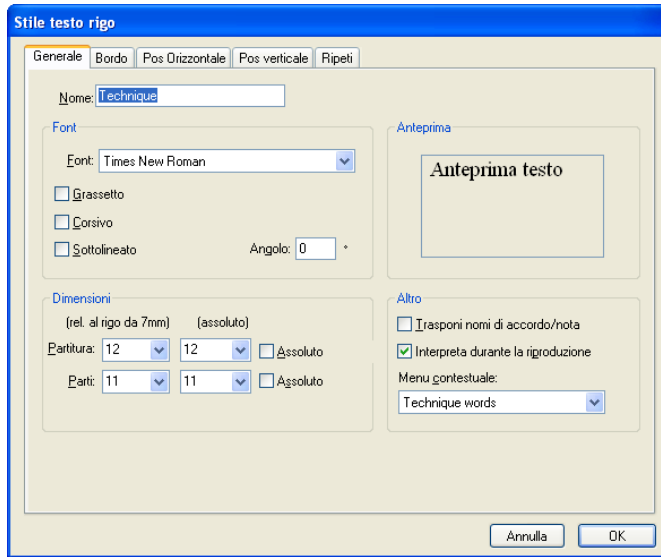 Stile testo rigo
Generale Bordo Pos Orizzontale Pos verticale Ripeti
Nome: Technique
Font
Font: Times New Roman
Grassetto
Corsivo
Sottolineato Angolo: 0 °
Anteprima
Anteprima testo
Dimensioni
(rel. al rigo da 7mm) (assoluto)
Partitura: 12 12 Assoluto
Parti: 11 11 Assoluto
Altro
Trasponi nomi di accordo/nota
Interpreta durante la riproduzione
Menu contestuale:
Technique words
Annulla OK